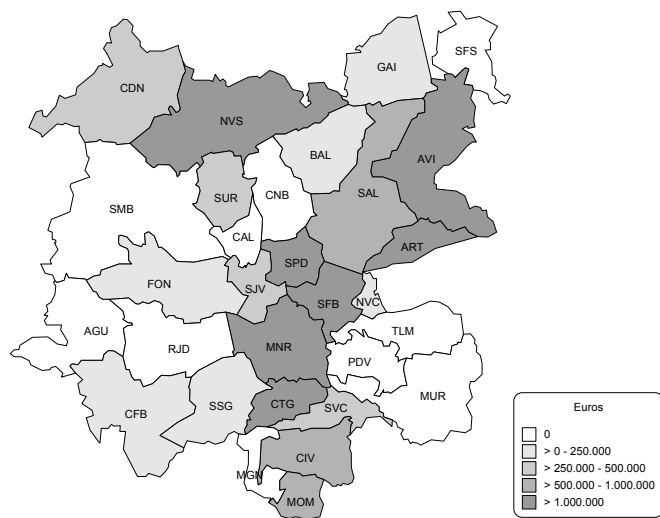 SFS
GAI
CDN
NVS
BAL
AVI
SUR
CNB
SAL
SMB
CAL
ART
SPD
FON
SJV
SFB
NVC
AGU
TLM
RJD
MNR
PDV
MUR
SSG
CTG
SVC
CFB
CIV
MGN
MOM
Euros
0
> 0 - 250.000
> 250.000 - 500.000
> 500.000 - 1.000.000
> 1.000.000